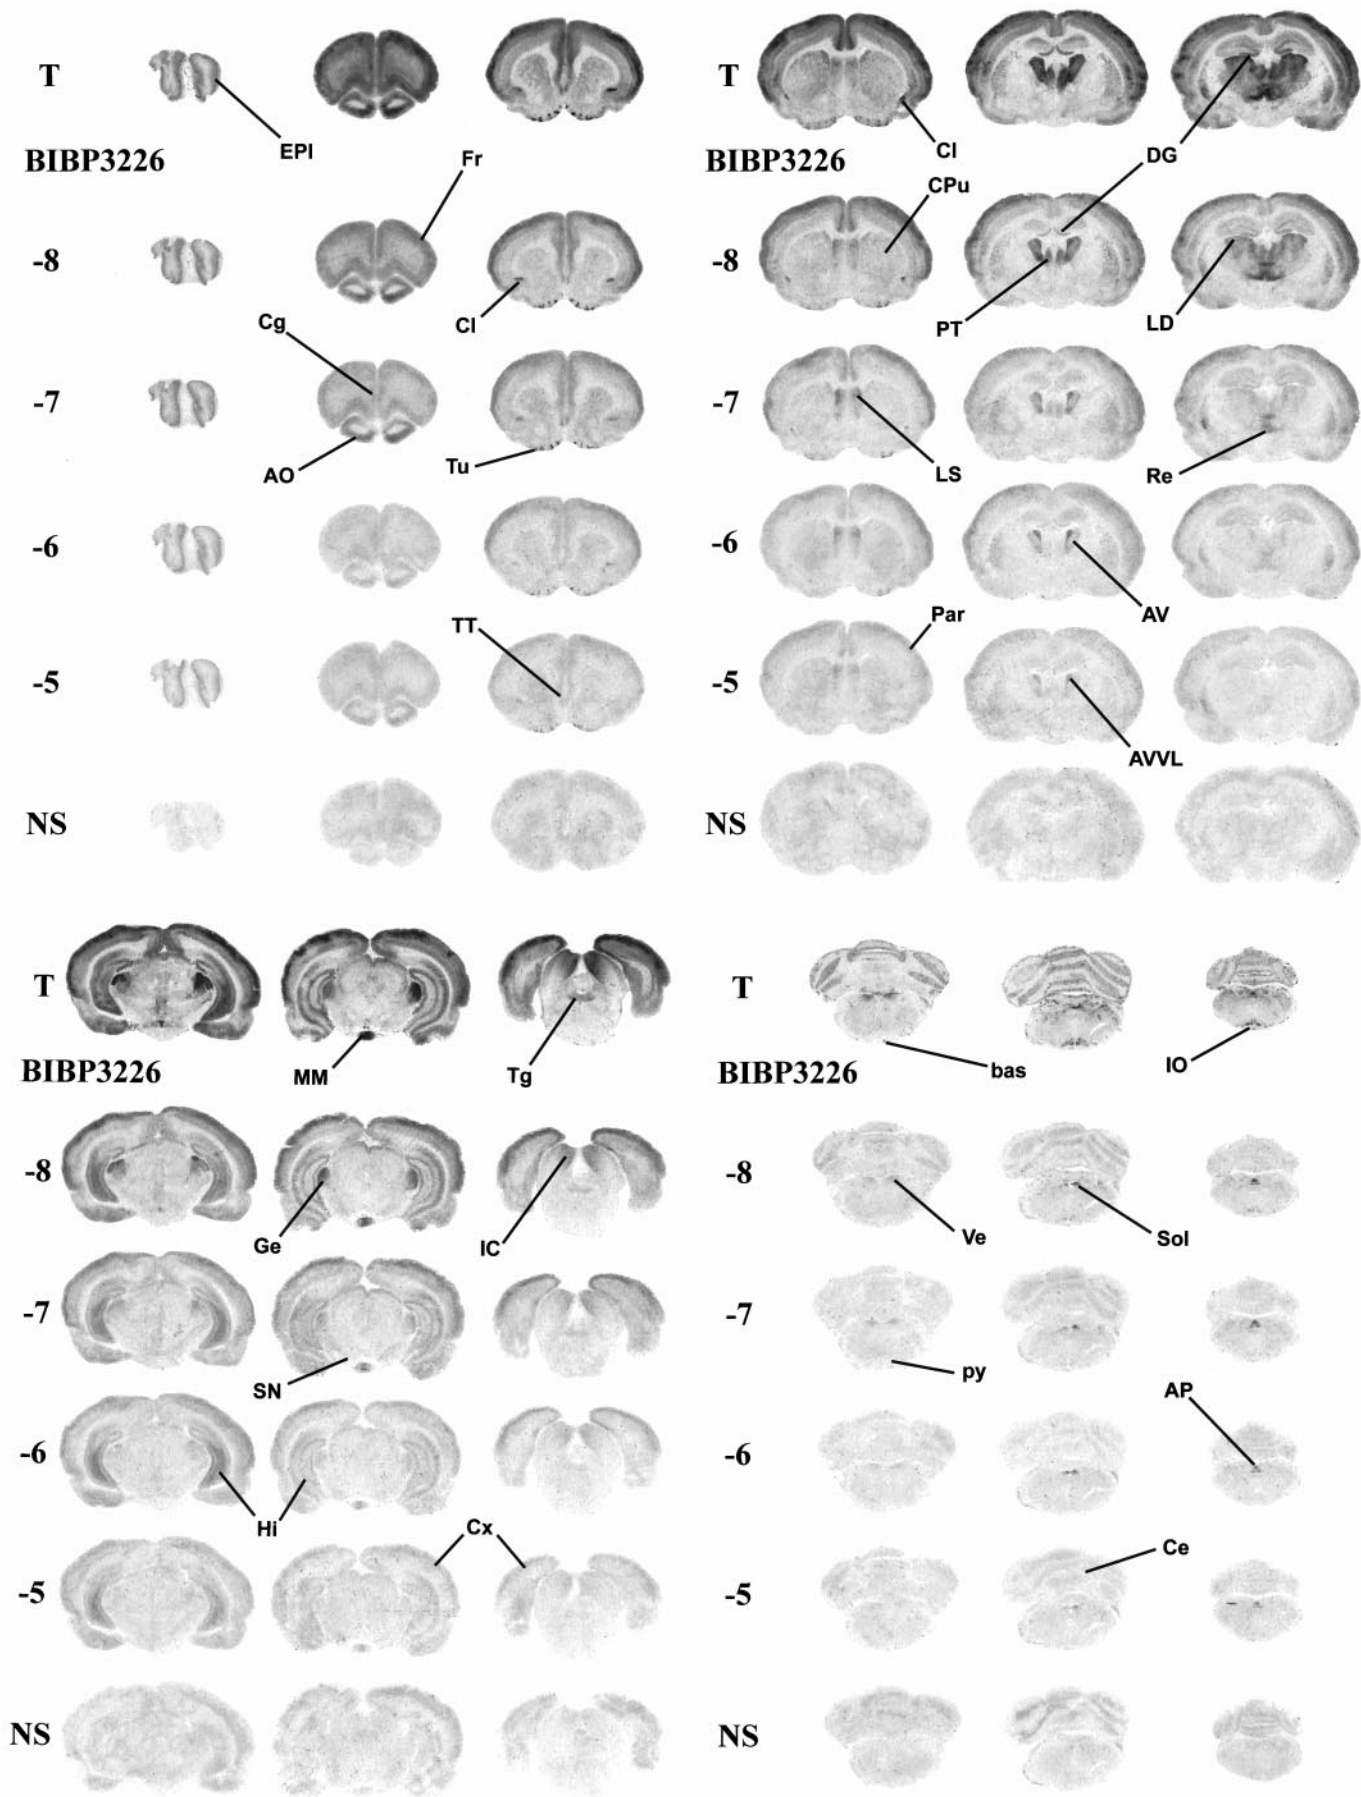 T
EPI
BIBP3226
Fr
-8
Cg
Cl
-7
AO
Tu
-6
TT
-5
NS
T
Cl
DG
BIBP3226
CPu
-8
PT
LD
-7
LS
Re
-6
AV
Par
-5
AVVL
NS
T
BIBP3226
MM
Tg
-8
Ge
IC
-7
SN
-6
Hi
Cx
-5
NS
T
bas
IO
BIBP3226
-8
Ve
Sol
-7
py
AP
-6
Ce
-5
NS